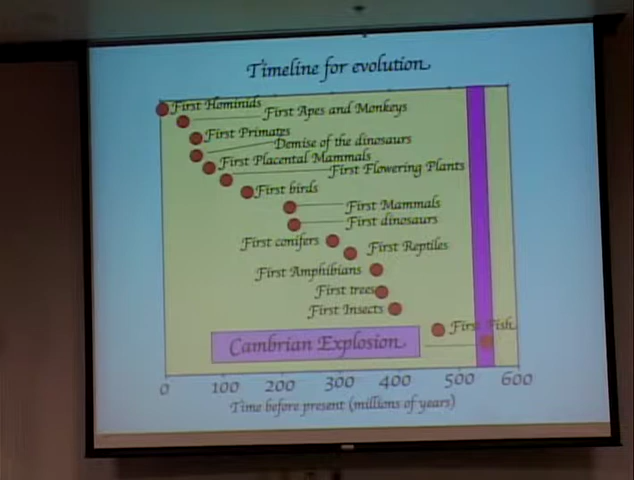 Timeline for evolution
First Hominids
First Apes and Monkeys
First Primates
Demise of the dinosaurs
First Placental Mammals
First Flowering Plants
First birds
First Mammals
First dinosaurs
First conifers
First Reptiles
First Amphibians
First trees
First Insects
First Fish
Cambrian Explosion
0 100 200 300 400 500 600
Time before present (millions of years)